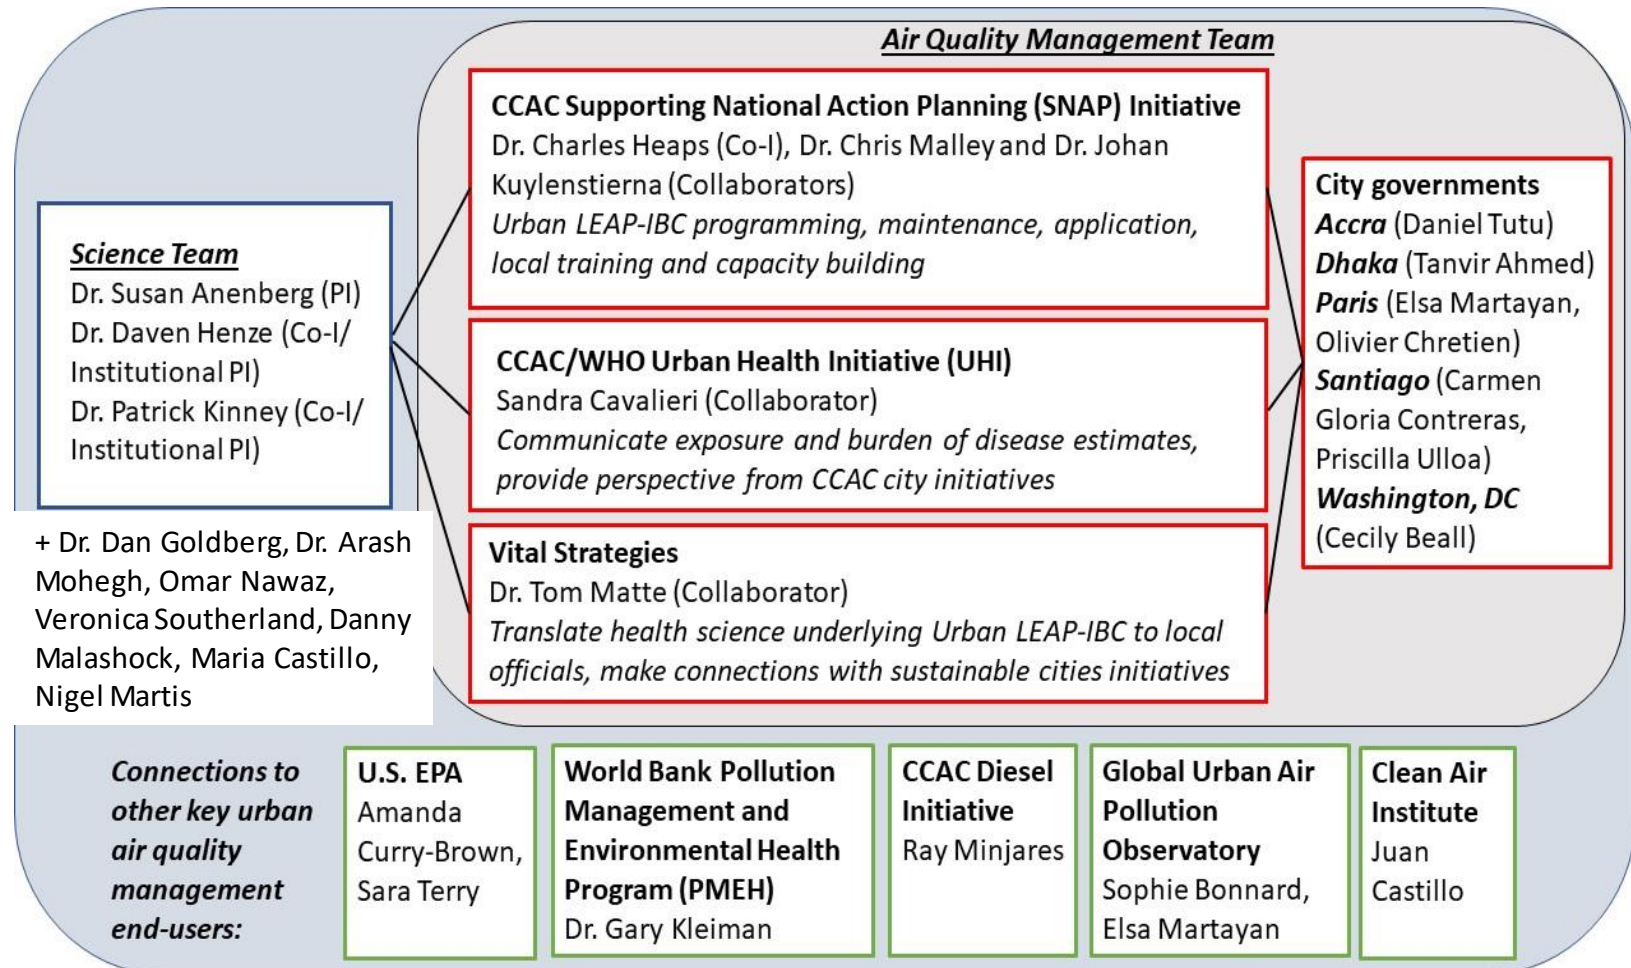 Air Quality Management Team
CCAC Supporting National Action Planning (SNAP) Initiative
Dr. Charles Heaps (Co-I), Dr. Chris Malley and Dr. Johan
Kuylenstierna (Collaborators)
Urban LEAP-IBC programming, maintenance, application,
local training and capacity building
Science Team
Dr. Susan Anenberg (PI)
Dr. Daven Henze (Co-I/
Institutional PI)
Dr. Patrick Kinney (Co-I/
Institutional PI)
+ Dr. Dan Goldberg, Dr. Arash
Mohegh, Omar Nawaz,
Veronica Southerland, Danny
Malashock, Maria Castillo,
Nigel Martis
CCAC/WHO Urban Health Initiative (UHI)
Sandra Cavalieri (Collaborator)
Communicate exposure and burden of disease estimates,
provide perspective from CCAC city initiatives
Vital Strategies
Dr. Tom Matte (Collaborator)
Translate health science underlying Urban LEAP-IBC to local
officials, make connections with sustainable cities initiatives
City governments
Accra (Daniel Tutu)
Dhaka (Tanvir Ahmed)
Paris (Elsa Martayan,
Olivier Chretien)
Santiago (Carmen
Gloria Contreras,
Priscilla Ulloa)
Washington, DC
(Cecily Beall)
Connections to
other key urban
air quality
management
end-users:
U.S. EPA
Amanda
Curry-Brown,
Sara Terry
World Bank Pollution
Management and
Environmental Health
Program (PMEH)
Dr. Gary Kleiman
CCAC Diesel
Initiative
Ray Minjares
Global Urban Air
Pollution
Observatory
Sophie Bonnard,
Elsa Martayan
Clean Air
Institute
Juan
Castillo